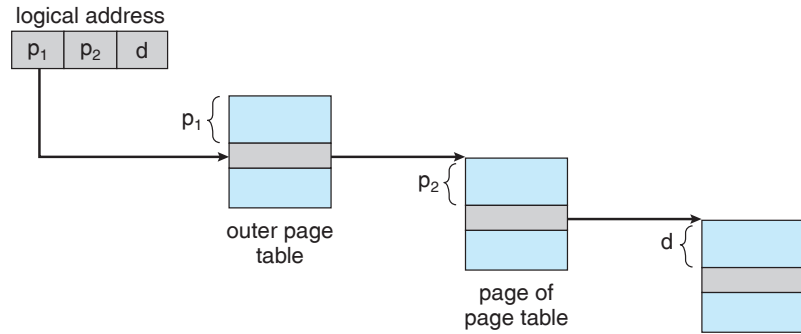 logical address
p₁ p₂ d
p₁
p₂
d
outer page
table
page of
page table